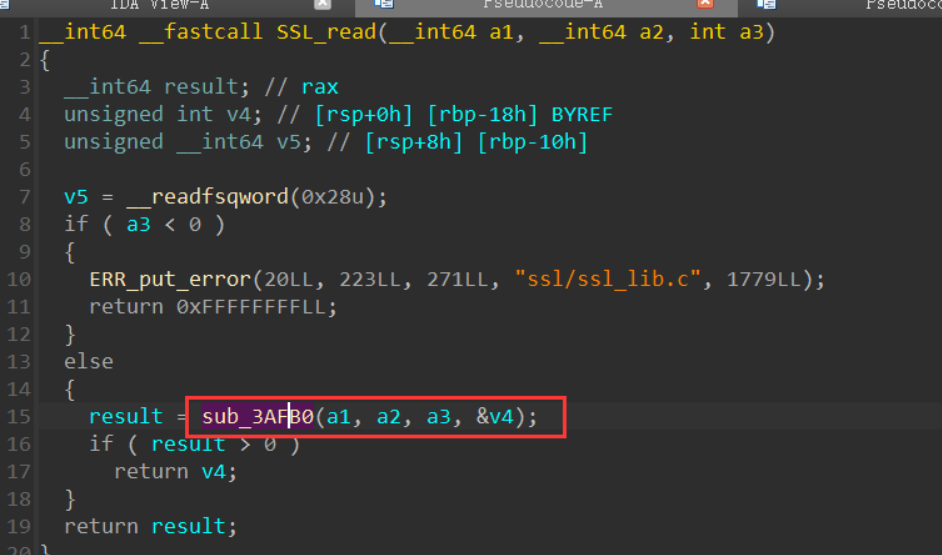 IDA View-A Pseudocode-A Pseudoco
1 __int64 __fastcall SSL_read(__int64 a1, __int64 a2, int a3)
2 {
3 __int64 result; // rax
4 unsigned int v4; // [rsp+0h] [rbp-18h] BYREF
5 unsigned __int64 v5; // [rsp+8h] [rbp-10h]
6
7 v5 = __readfsqword(0x28u);
8 if ( a3 < 0 )
9 {
10 ERR_put_error(20LL, 223LL, 271LL, "ssl/ssl_lib.c", 1779LL);
11 return 0xFFFFFFFFLL;
12 }
13 else
14 {
15 result = sub_3AFB0(a1, a2, a3, &v4);
16 if ( result > 0 )
17 return v4;
18 }
19 return result;
20 }